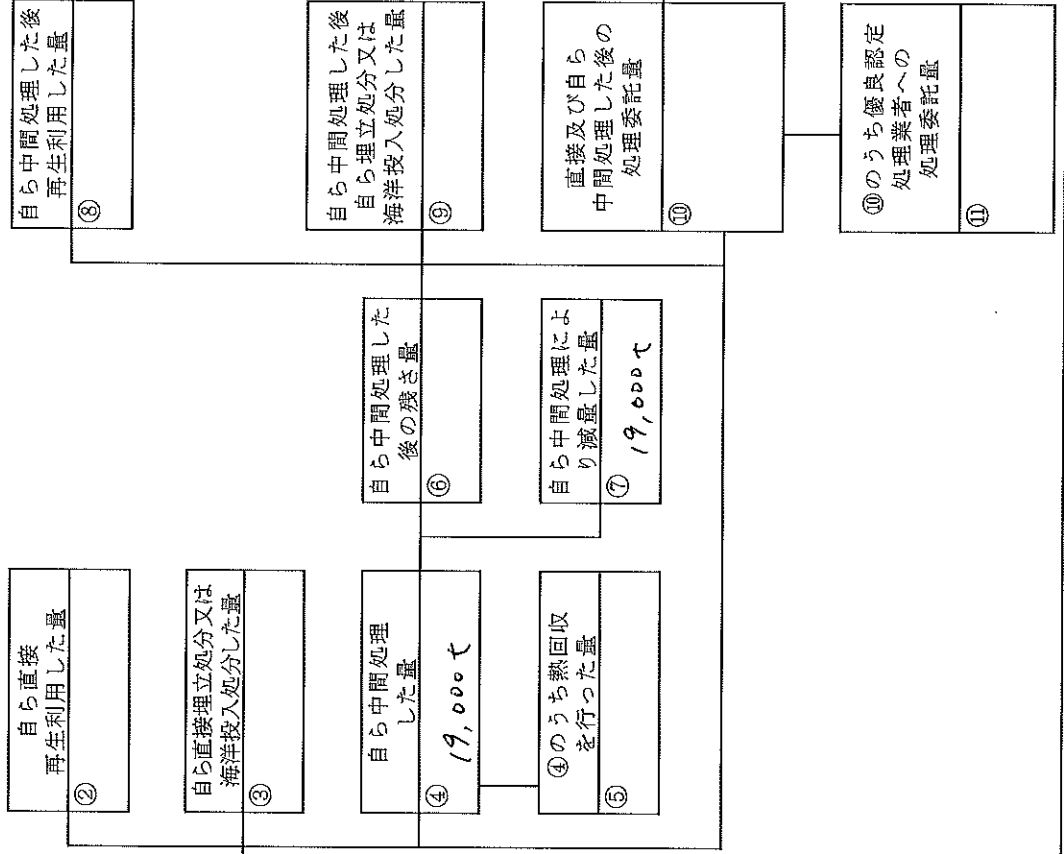 自ら直接
再生利用した量
②
自ら直接埋立処分又は
海洋投入処分した量
③
自ら中間処理
した量
④
19,000t
④のうち熱回収
を行った量
⑤
自ら中間処理した
後の残さ量
⑥
自ら中間処理によ
り減量した量
⑦
19,000t
自ら中間処理した後
再生利用した量
⑧
自ら中間処理した後
自ら埋立処分又は
海洋投入処分した量
⑨
直接及び自ら
中間処理した後の
処理委託量
⑩
⑩のうち優良認定
処理業者への
処理委託量
⑪